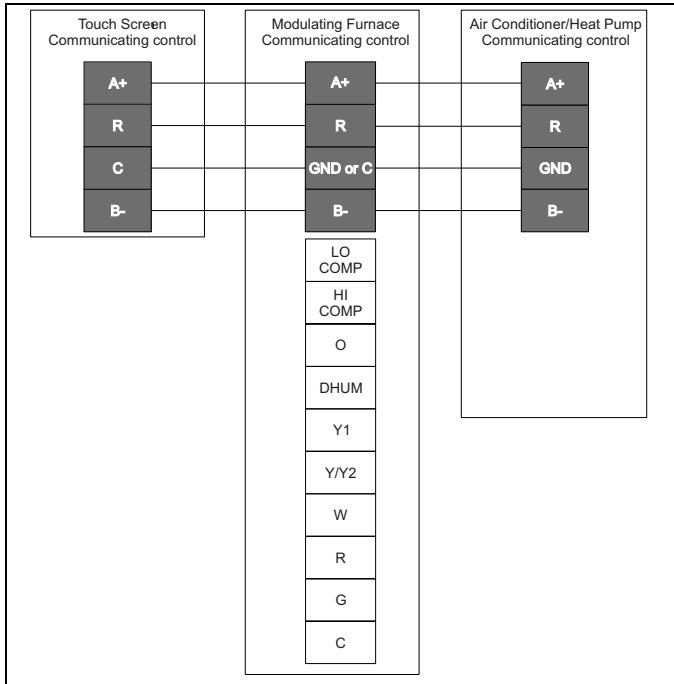 Touch Screen
Communicating control
A+
R
C
B-
Modulating Furnace
Communicating control
A+
R
GND or C
B-
LO
COMP
HI
COMP
O
DHUM
Y1
Y/Y2
W
R
G
C
Air Conditioner/Heat Pump
Communicating control
A+
R
GND
B-